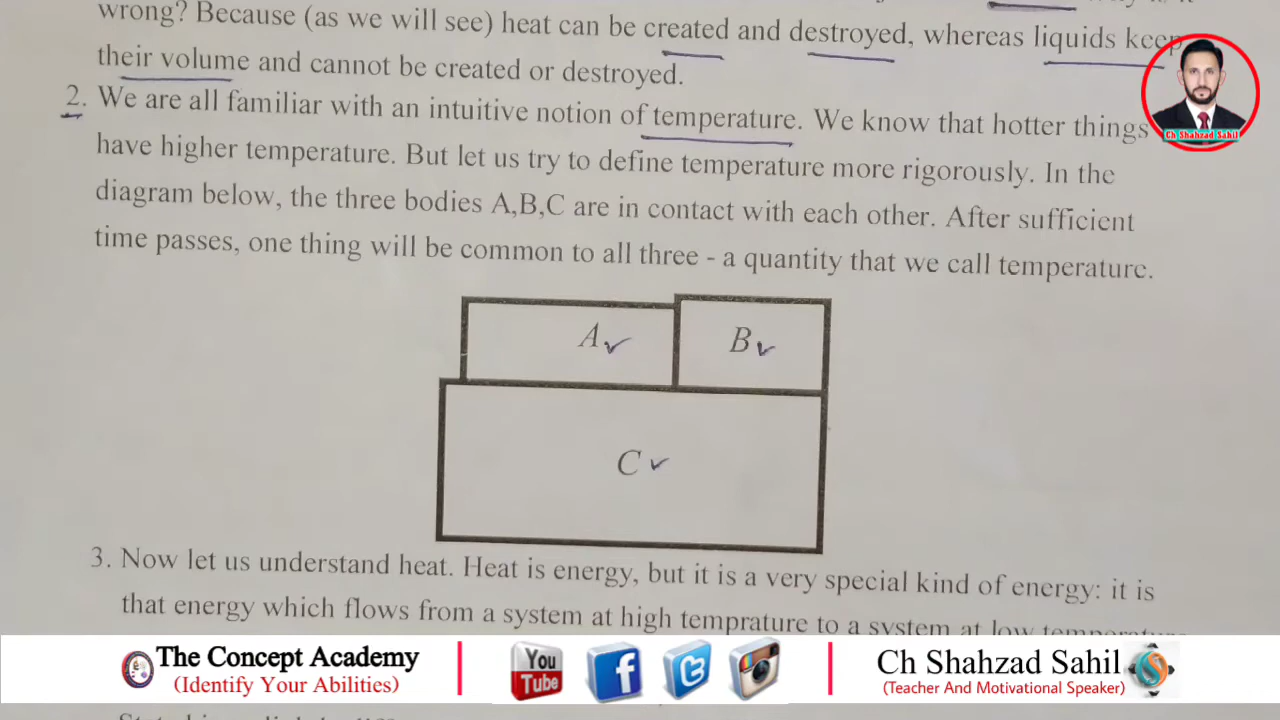 wrong? Because (as we will see) heat can be created and destroyed, whereas liquids keep
their volume and cannot be created or destroyed.
2. We are all familiar with an intuitive notion of temperature. We know that hotter things
have higher temperature. But let us try to define temperature more rigorously. In the
diagram below, the three bodies A,B,C are in contact with each other. After sufficient
time passes, one thing will be common to all three - a quantity that we call temperature.
A
B
C
3. Now let us understand heat. Heat is energy, but it is a very special kind of energy: it is
that energy which flows from a system at high temprature to a system at low
Ch Shahzad Sahil
The Concept Academy
(Identify Your Abilities)
You
Tube
Ch Shahzad Sahil
(Teacher And Motivational Speaker)